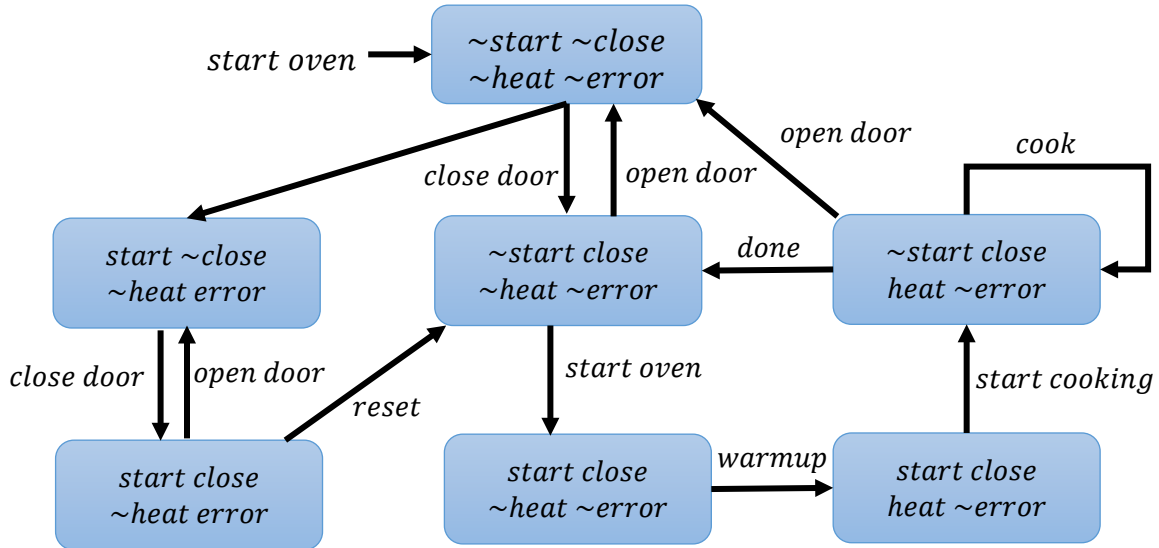 ~start ~close
~heat ~error
start oven
open door
cook
close door
open door
start ~close
~heat error
~start close
~heat ~error
done
~start close
heat ~error
close door
open door
reset
start oven
start cooking
start close
~heat error
start close
~heat ~error
warmup
start close
heat ~error